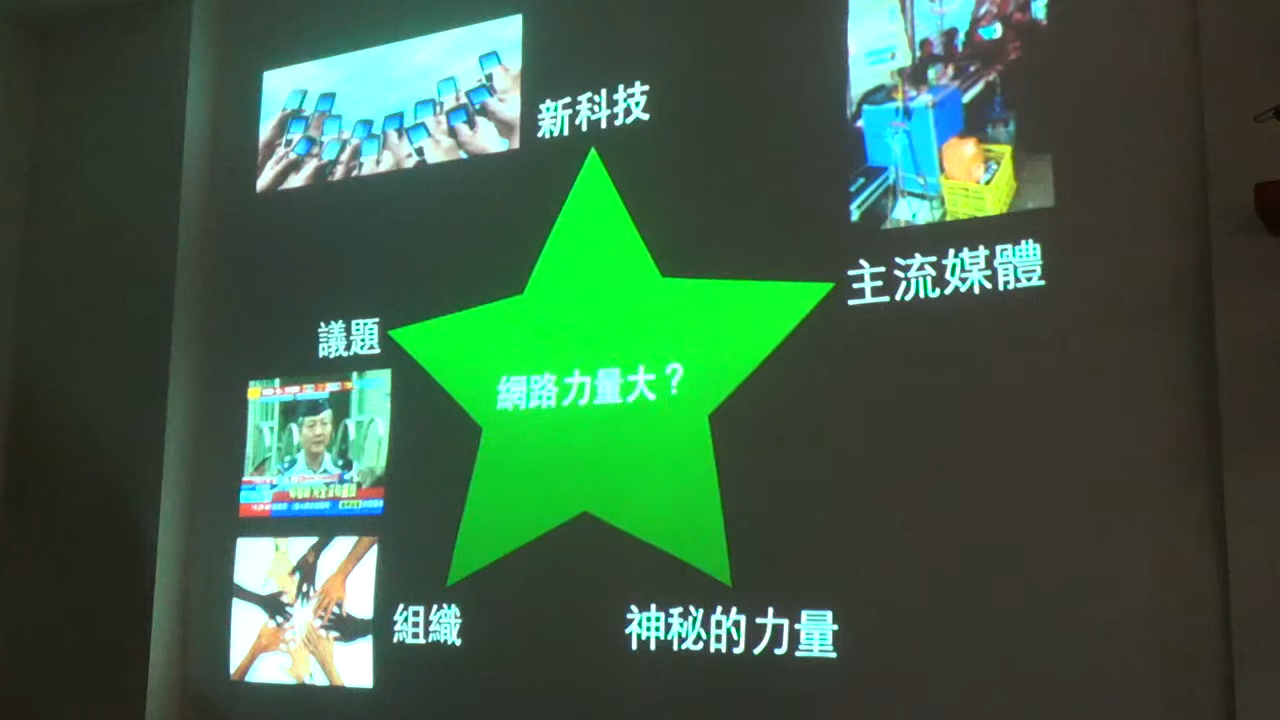 新科技
主流媒體
議題
網路力量大？
組織
神秘的力量